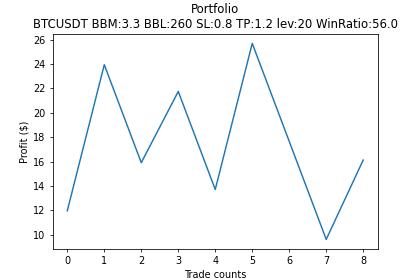 Portfolio
BTCUSDT BBM:3.3 BBL:260 SL:0.8 TP:1.2 lev:20 WinRatio:56.0
26
24
22
20
18
16
14
12
10
Profit ($)
0 1 2 3 4 5 6 7 8
Trade counts